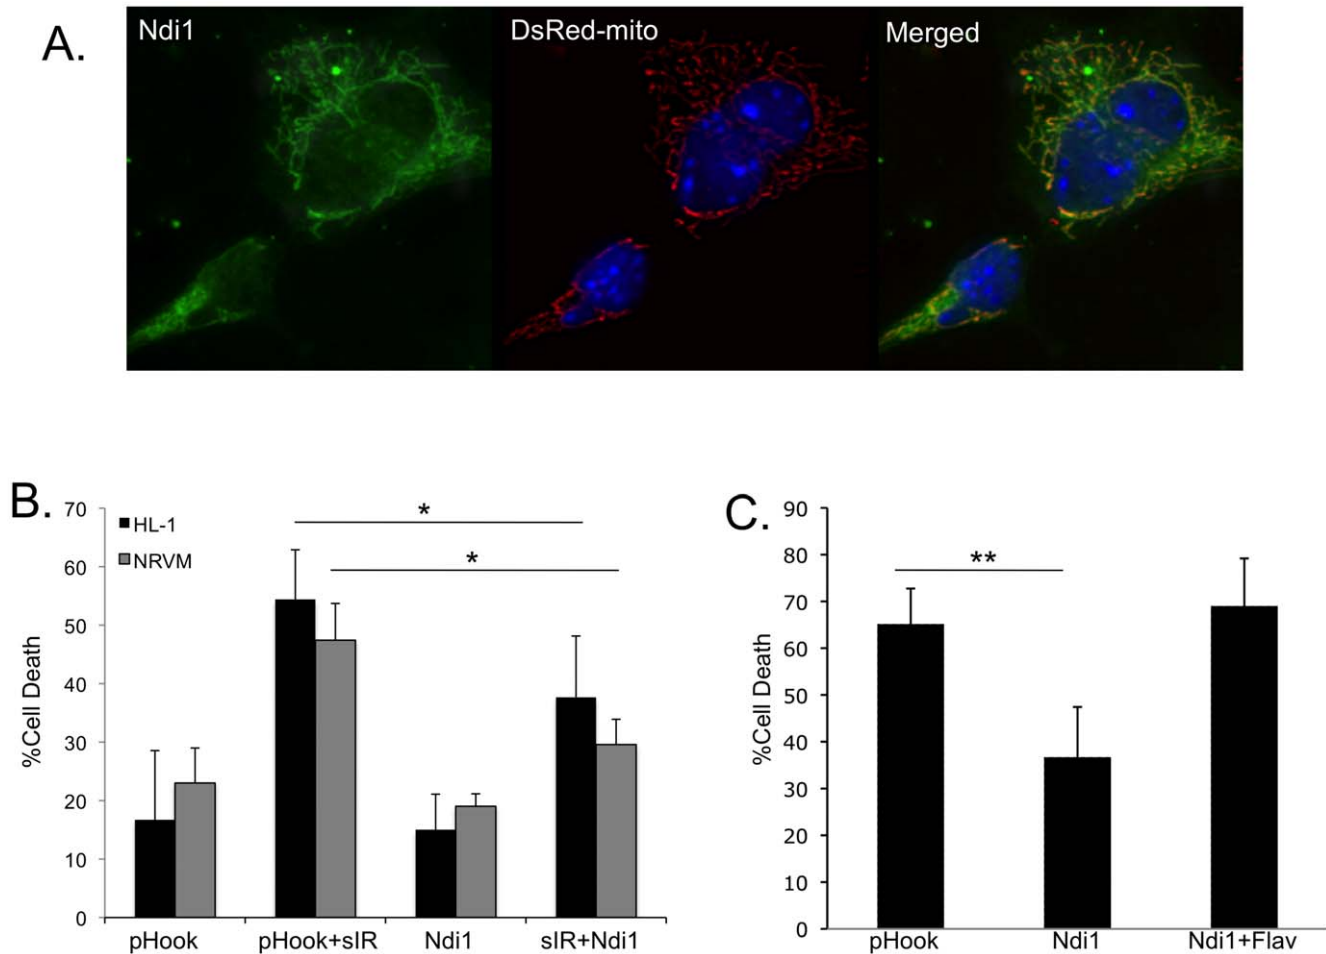 A.
Ndi1 DsRed-mito Merged
B.
70
60
50
40
30
20
10
0
%Cell Death
HL-1
NRVM
*
*
pHook pHook+sIR Ndi1 sIR+Ndi1
C.
90
80
70
60
50
40
30
20
10
0
%Cell Death
**
pHook Ndi1 Ndi1+Flav